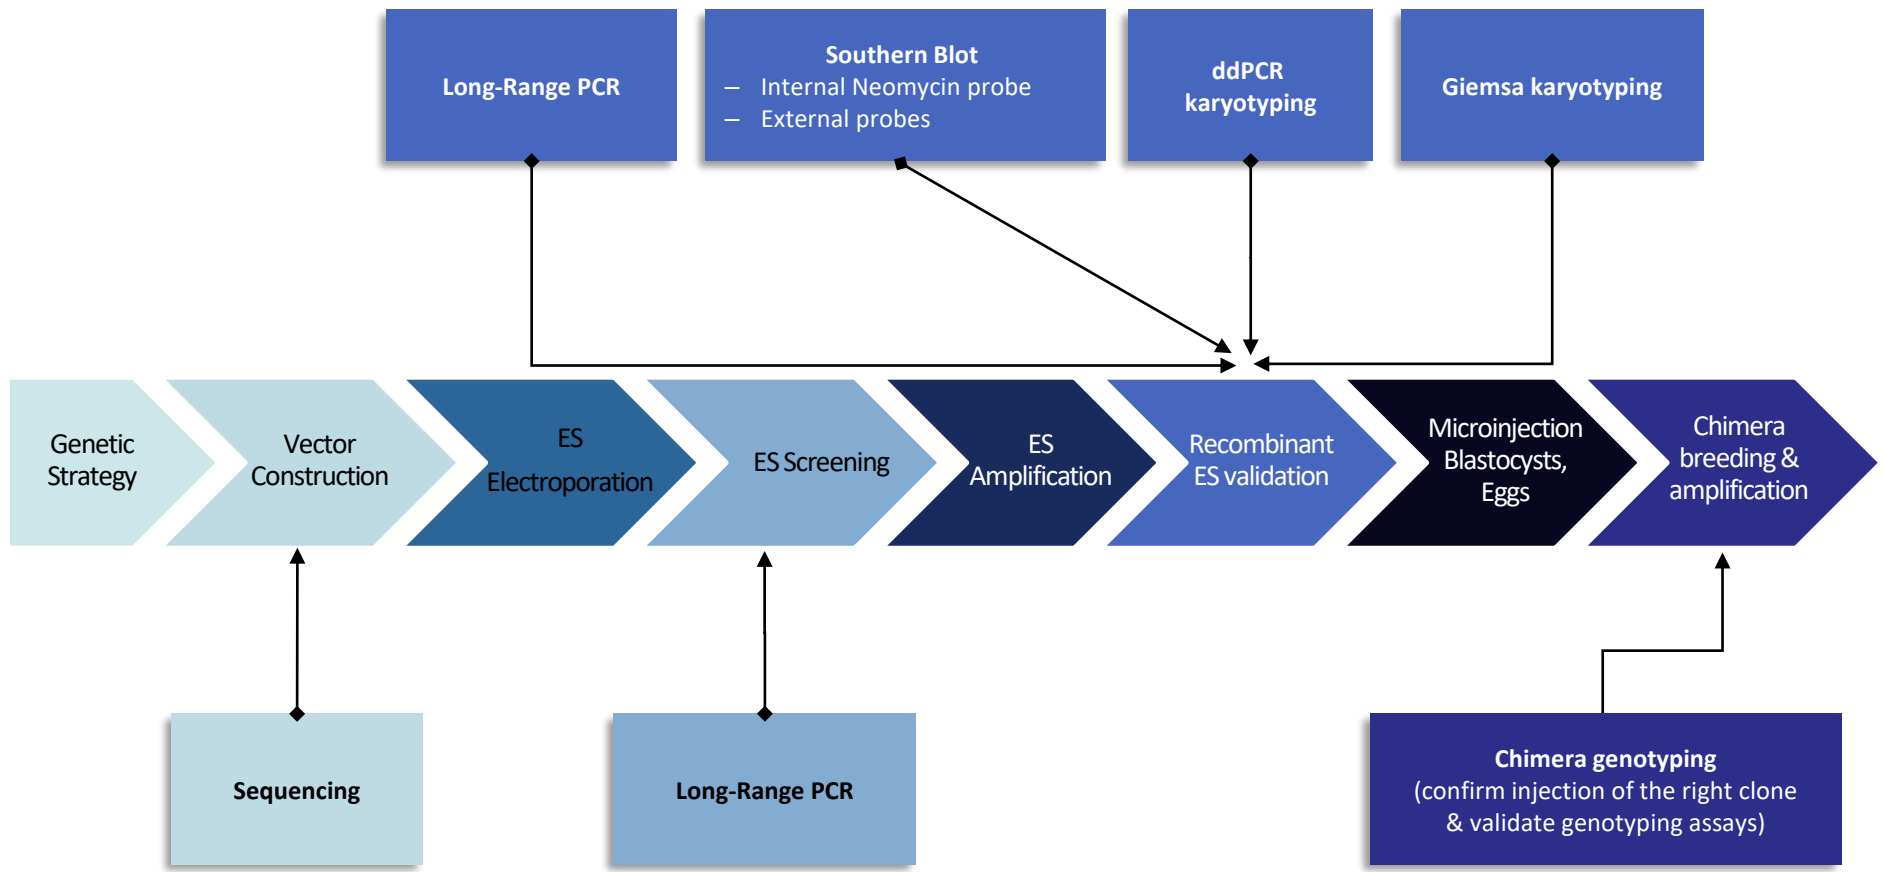 Long-Range PCR
Southern Blot
– Internal Neomycin probe
– External probes
ddPCR
karyotyping
Giemsa karyotyping
Genetic
Strategy
Vector
Construction
ES
Electroporation
ES Screening
ES
Amplification
Recombinant
ES validation
Microinjection
Blastocysts,
Eggs
Chimera
breeding &
amplification
Sequencing
Long-Range PCR
Chimera genotyping
(confirm injection of the right clone
& validate genotyping assays)